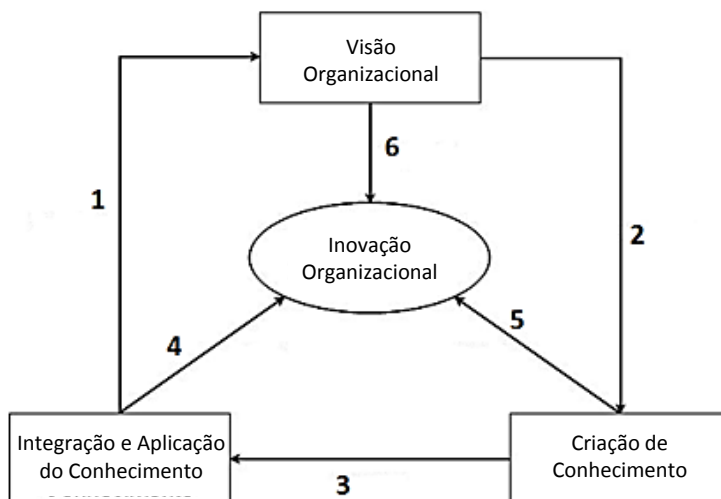 Visão
Organizacional
6
1
2
Inovação
Organizacional
5
4
Integração e Aplicação
do Conhecimento
Criação de
Conhecimento
3